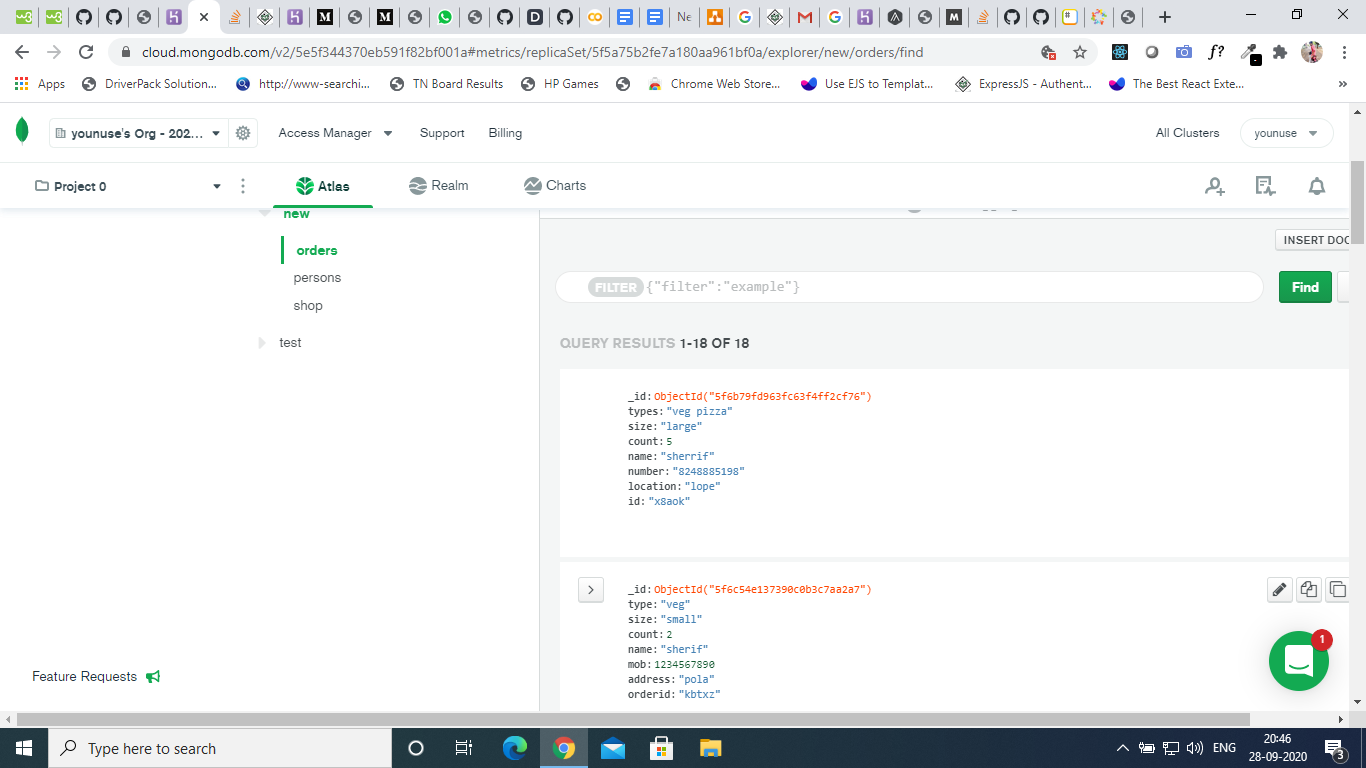 cloud.mongodb.com/v2/5e5f344370eb591f82bf001a#metrics/replicaSet/5f5a75b2fe7a180aa961bf0a/explorer/new/orders/find
Apps DriverPack Solution... http://www-searchi... TN Board Results HP Games Chrome Web Store... Use EJS to Templat... ExpressJS - Authent... The Best React Exte... »
younuse's Org - 202... Access Manager Support Billing All Clusters younuse
Project 0 Atlas Realm Charts
new
orders
persons
shop
test
Feature Requests
INSERT DOC
FILTER {"filter":"example"} Find
QUERY RESULTS 1-18 OF 18
_id: ObjectId("5f6b79fd963fc63f4ff2cf76")
types: "veg pizza"
size: "large"
count: 5
name: "sherrif"
number: "8248885198"
location: "lope"
id: "x8aok"
_id: ObjectId("5f6c54e137390c0b3c7aa2a7")
type: "veg"
size: "small"
count: 2
name: "sherif"
mob: 1234567890
address: "pola"
orderid: "kbtxz"
1
Type here to search
ENG
20:46
28-09-2020
3